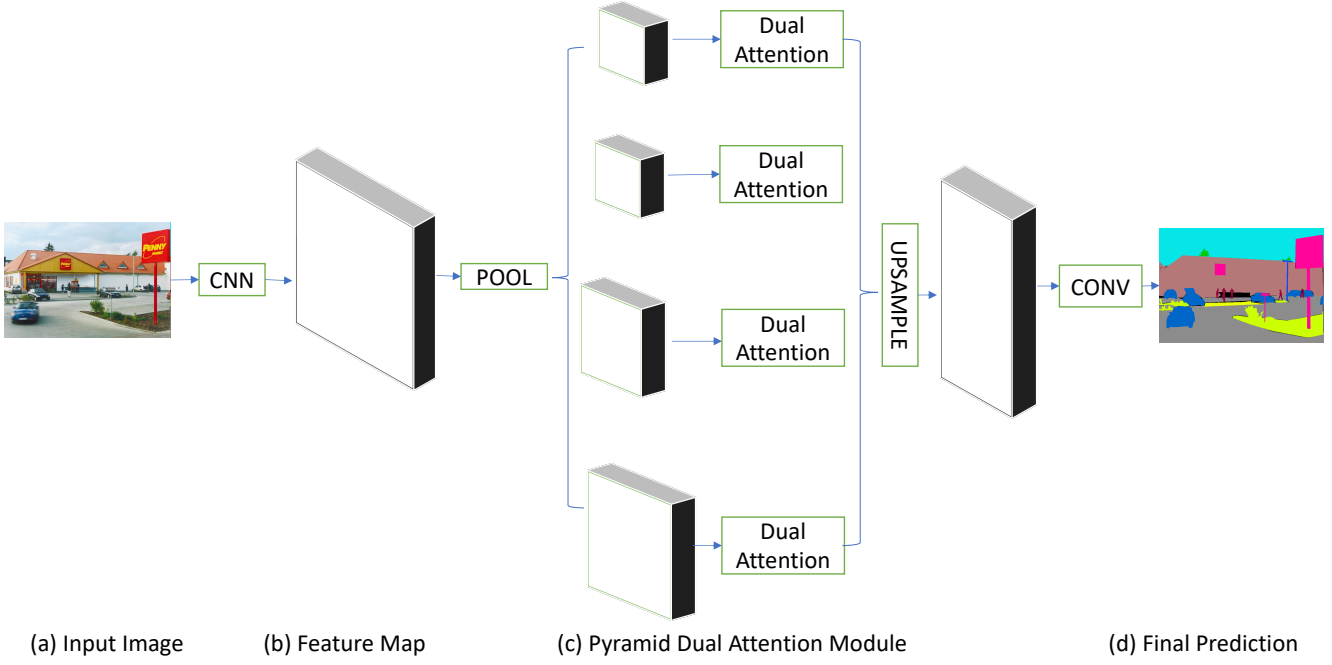 Dual
Attention
Dual
Attention
PENNY
PENNY
CNN
POOL
UPSAMPLE
CONV
Dual
Attention
Dual
Attention
(a) Input Image
(b) Feature Map
(c) Pyramid Dual Attention Module
(d) Final Prediction